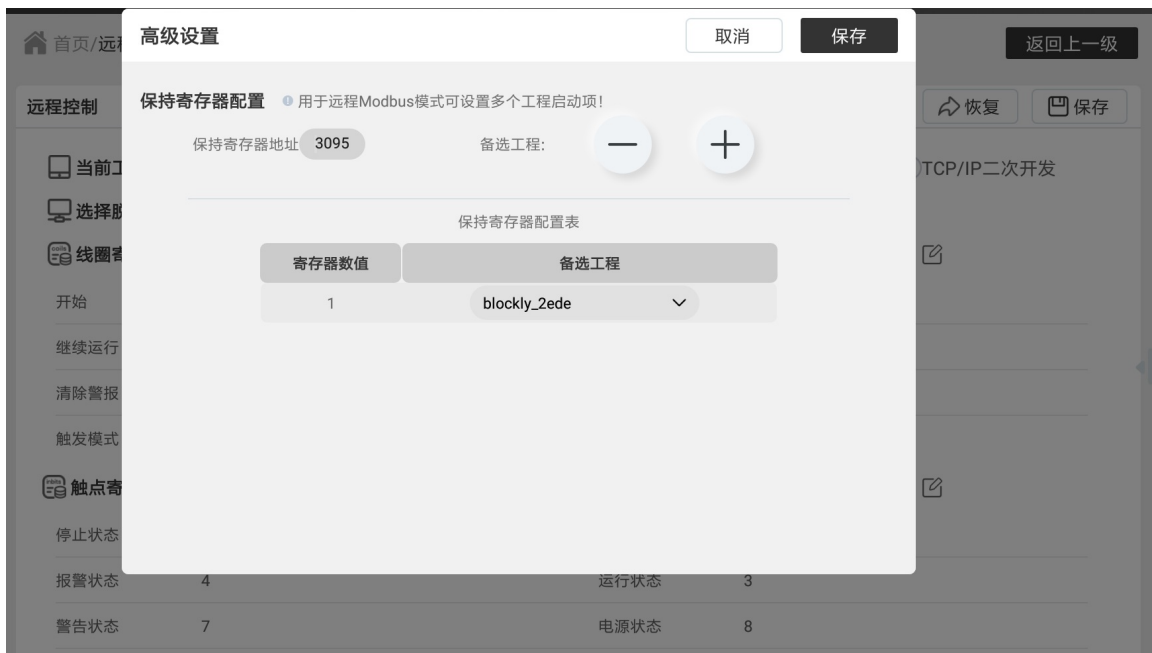 首页/远
高级设置
取消
保存
返回上一级
远程控制
保持寄存器配置
用于远程Modbus模式可设置多个工程启动项!
恢复
保存
保持寄存器地址 3095
备选工程:
当前
TCP/IP二次开发
选择
保持寄存器配置表
线圈
寄存器数值
备选工程
开始
1
blockly_2ede
继续运行
清除警报
触发模式
触点寄
停止状态
报警状态 4 运行状态 3
警告状态 7 电源状态 8